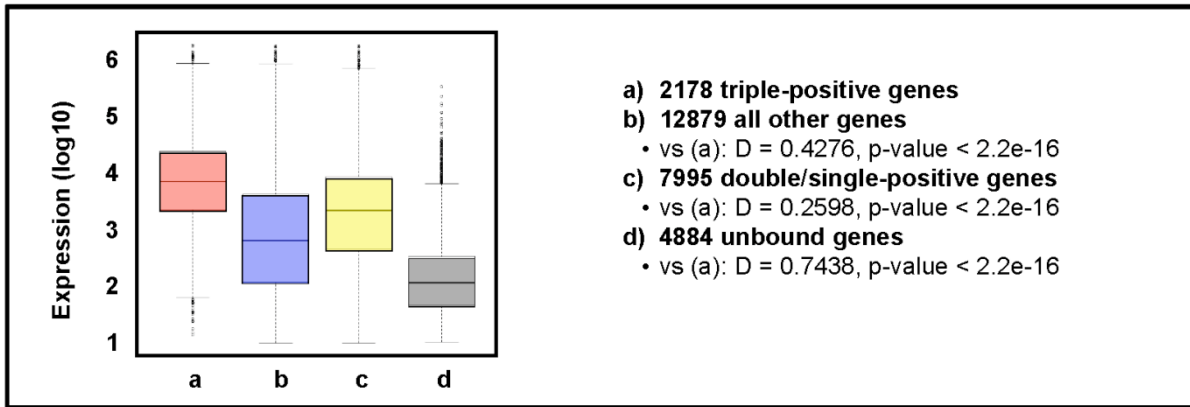 Expression (log10)
6
5
4
3
2
1
a b c d
a) 2178 triple-positive genes
b) 12879 all other genes
• vs (a): D = 0.4276, p-value < 2.2e-16
c) 7995 double/single-positive genes
• vs (a): D = 0.2598, p-value < 2.2e-16
d) 4884 unbound genes
• vs (a): D = 0.7438, p-value < 2.2e-16